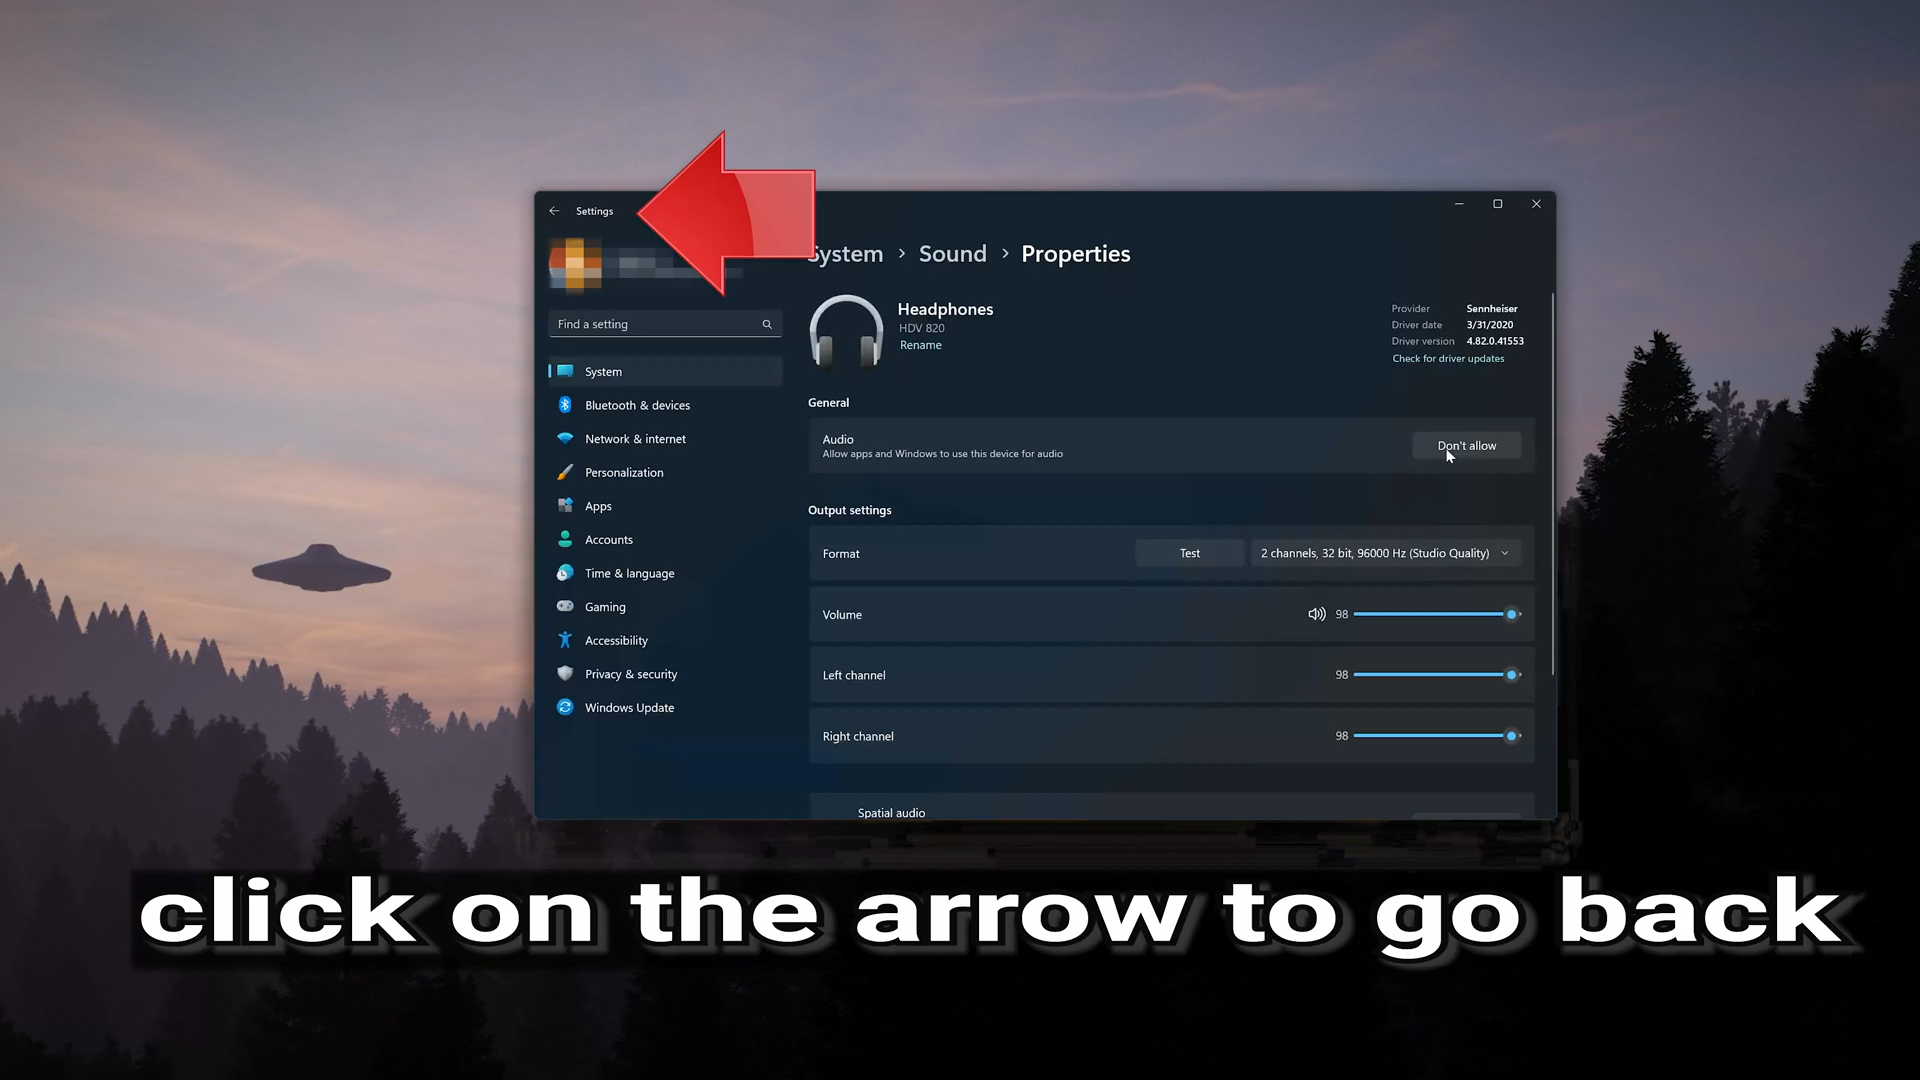 Settings
System > Sound > Properties
Find a setting
System
Bluetooth & devices
Network & internet
Personalization
Apps
Accounts
Time & language
Gaming
Accessibility
Privacy & security
Windows Update
Headphones
HDV 820
Rename
Provider Sennheiser
Driver date 3/31/2020
Driver version 4.82.0.41553
Check for driver updates
General
Audio
Allow apps and Windows to use this device for audio
Don't allow
Output settings
Format Test 2 channels, 32 bit, 96000 Hz (Studio Quality)
Volume 98
Left channel 98
Right channel 98
Spatial audio
click on the arrow to go back